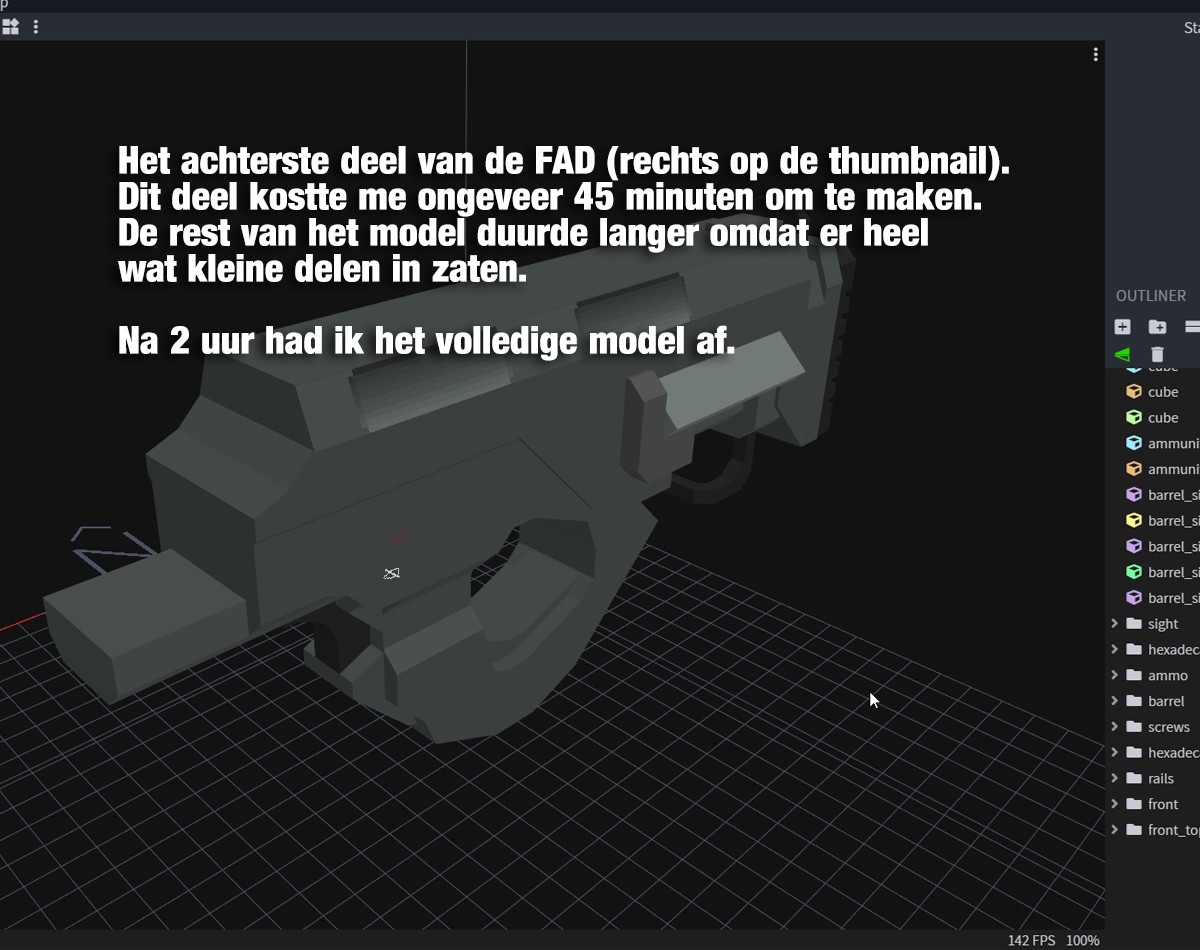 p
Sta
Het achterste deel van de FAD (rechts op de thumbnail).
Dit deel kostte me ongeveer 45 minuten om te maken.
De rest van het model duurde langer omdat er heel
wat kleine delen in zaten.
Na 2 uur had ik het volledige model af.
OUTLINER
cube
cube
cube
ammuni
ammuni
barrel_si
barrel_si
barrel_si
barrel_si
barrel_si
sight
hexadeca
ammo
barrel
screws
hexadeca
rails
front
front_top
142 FPS 100%